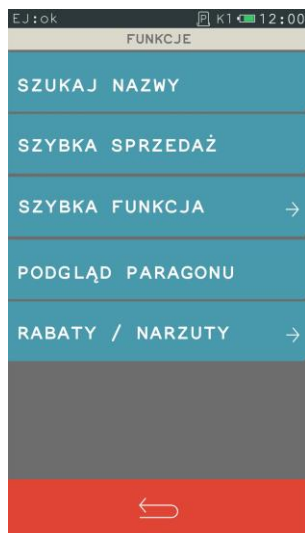 EJ:ok P K1 12:00
FUNKCJE
SZUKAJ NAZWY
SZYBKA SPRZEDAŻ
SZYBKA FUNKCJA
PODGLĄD PARAGONU
RABATY / NARZUTY